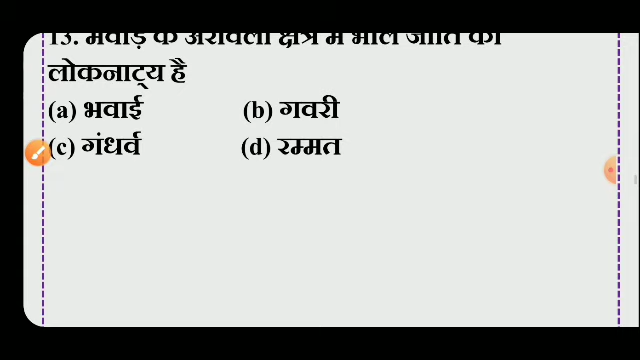 13. मेवाड़ के अरावली क्षेत्र में भील जाति का
लोकनाट्य है
(a) भवाई (b) गवरी
(c) गंधर्व (d) रम्मत